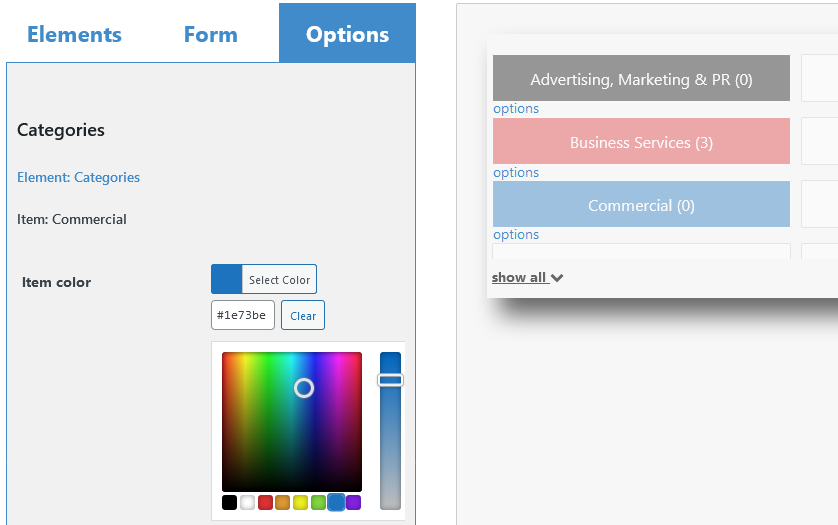 Elements Form Options
Categories
Element: Categories
Item: Commercial
Item color
Select Color
#1e73be
Clear
Advertising, Marketing & PR (0)
options
Business Services (3)
options
Commercial (0)
options
show all